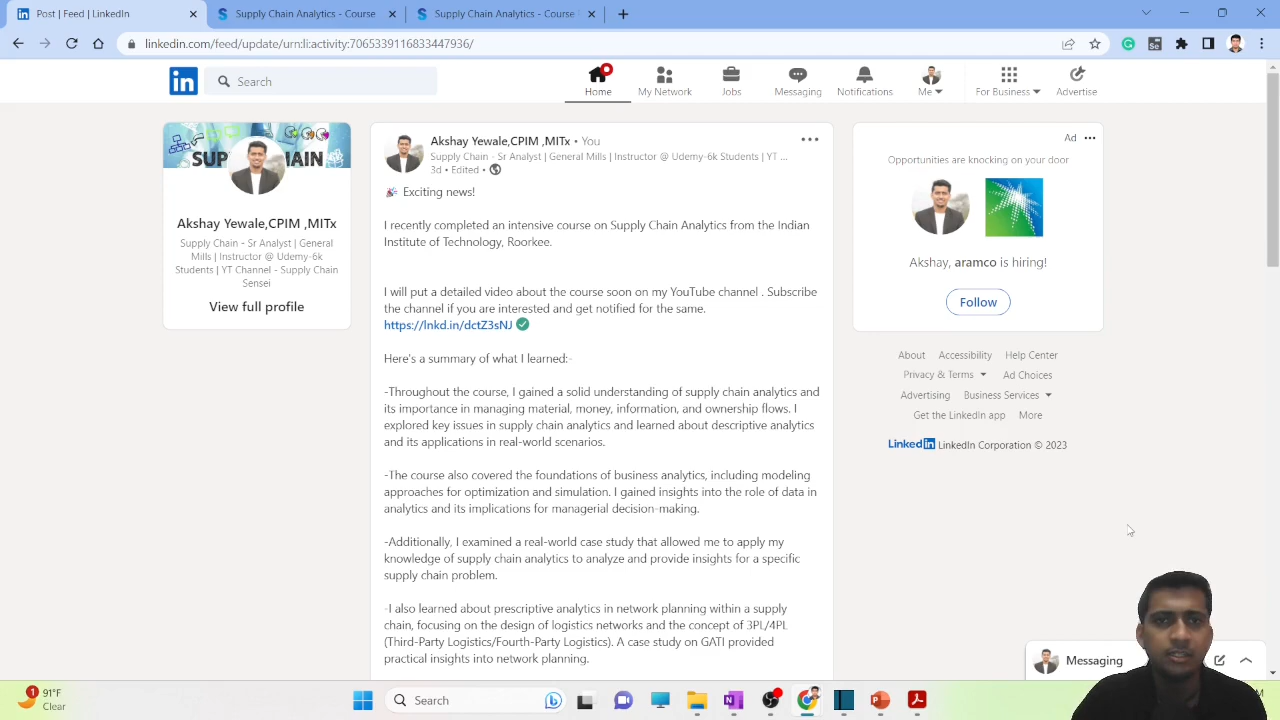 Post | Feed | LinkedIn
Supply Chain Analytics - Course
Supply Chain Analytics - Course
linkedin.com/feed/update/urn:li:activity:7065339116833447936/
Search
Home
My Network
Jobs
Messaging
Notifications
Me
For Business
Advertise
SUPPLY CHAIN
Akshay Yewale,CPIM ,MITx
Supply Chain - Sr Analyst | General
Mills | Instructor @ Udemy-6k
Students | YT Channel - Supply Chain
Sensei
View full profile
Akshay Yewale,CPIM ,MITx • You
Supply Chain - Sr Analyst | General Mills | Instructor @ Udemy-6k Students | YT ...
3d • Edited •
Exciting news!
I recently completed an intensive course on Supply Chain Analytics from the Indian
Institute of Technology, Roorkee.
I will put a detailed video about the course soon on my YouTube channel . Subscribe
the channel if you are interested and get notified for the same.
https://lnkd.in/dctZ3sNJ
Here's a summary of what I learned:-
-Throughout the course, I gained a solid understanding of supply chain analytics and
its importance in managing material, money, information, and ownership flows. I
explored key issues in supply chain analytics and learned about descriptive analytics
and its applications in real-world scenarios.
-The course also covered the foundations of business analytics, including modeling
approaches for optimization and simulation. I gained insights into the role of data in
analytics and its implications for managerial decision-making.
-Additionally, I examined a real-world case study that allowed me to apply my
knowledge of supply chain analytics to analyze and provide insights for a specific
supply chain problem.
-I also learned about prescriptive analytics in network planning within a supply
chain, focusing on the design of logistics networks and the concept of 3PL/4PL
(Third-Party Logistics/Fourth-Party Logistics). A case study on GATI provided
practical insights into network planning.
Ad
Opportunities are knocking on your door
Akshay, aramco is hiring!
Follow
About Accessibility Help Center
Privacy & Terms Ad Choices
Advertising Business Services
Get the LinkedIn app More
LinkedIn LinkedIn Corporation © 2023
Messaging
1
91°F
Clear
Search